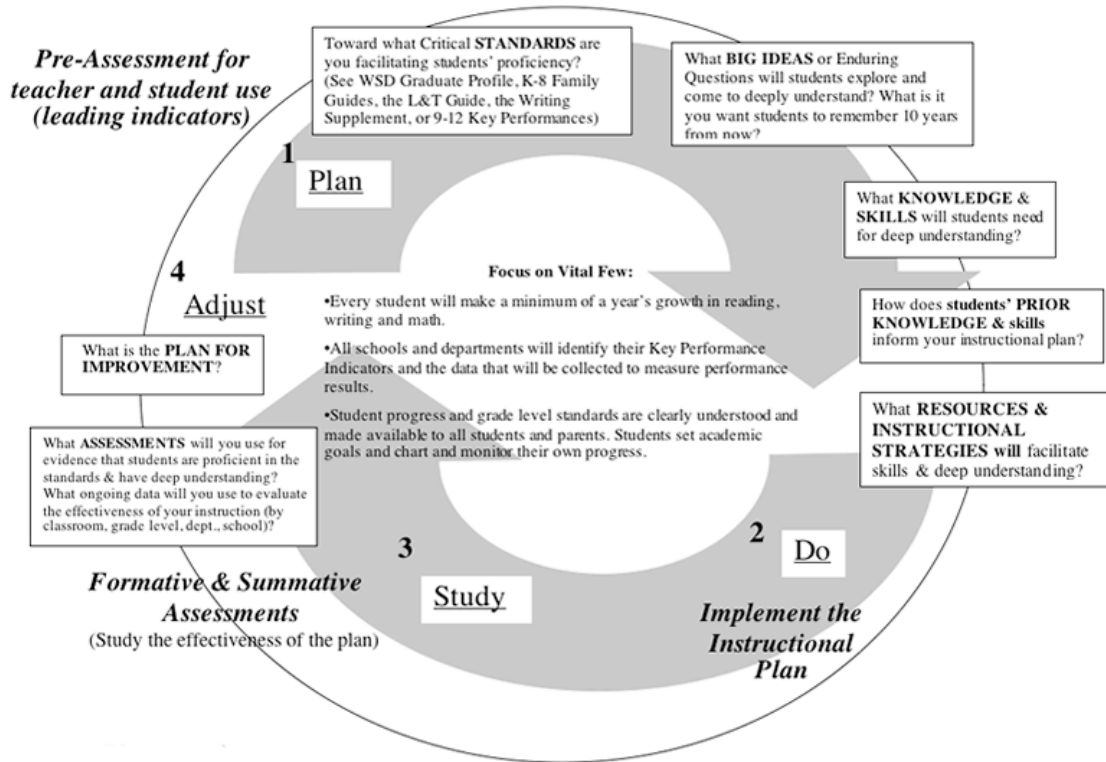 Pre-Assessment for
teacher and student use
(leading indicators)
Toward what Critical STANDARDS are
you facilitating students' proficiency?
(See WSD Graduate Profile, K-8 Family
Guides, the L&T Guide, the Writing
Supplement, or 9-12 Key Performances)
What BIG IDEAS or Enduring
Questions will students explore and
come to deeply understand? What is it
you want students to remember 10 years
from now?
1
Plan
What KNOWLEDGE &
SKILLS will students need
for deep understanding?
How does students' PRIOR
KNOWLEDGE & skills
inform your instructional plan?
What RESOURCES &
INSTRUCTIONAL
STRATEGIES will facilitate
skills & deep understanding?
4
Adjust
What is the PLAN FOR
IMPROVEMENT?
Focus on Vital Few:
•Every student will make a minimum of a year's growth in reading,
writing and math.
•All schools and departments will identify their Key Performance
Indicators and the data that will be collected to measure performance
results.
•Student progress and grade level standards are clearly understood and
made available to all students and parents. Students set academic
goals and chart and monitor their own progress.
What ASSESSMENTS will you use for
evidence that students are proficient in the
standards & have deep understanding?
What ongoing data will you use to evaluate
the effectiveness of your instruction (by
classroom, grade level, dept., school)?
3
Study
2
Do
Formative & Summative
Assessments
(Study the effectiveness of the plan)
Implement the
Instructional
Plan